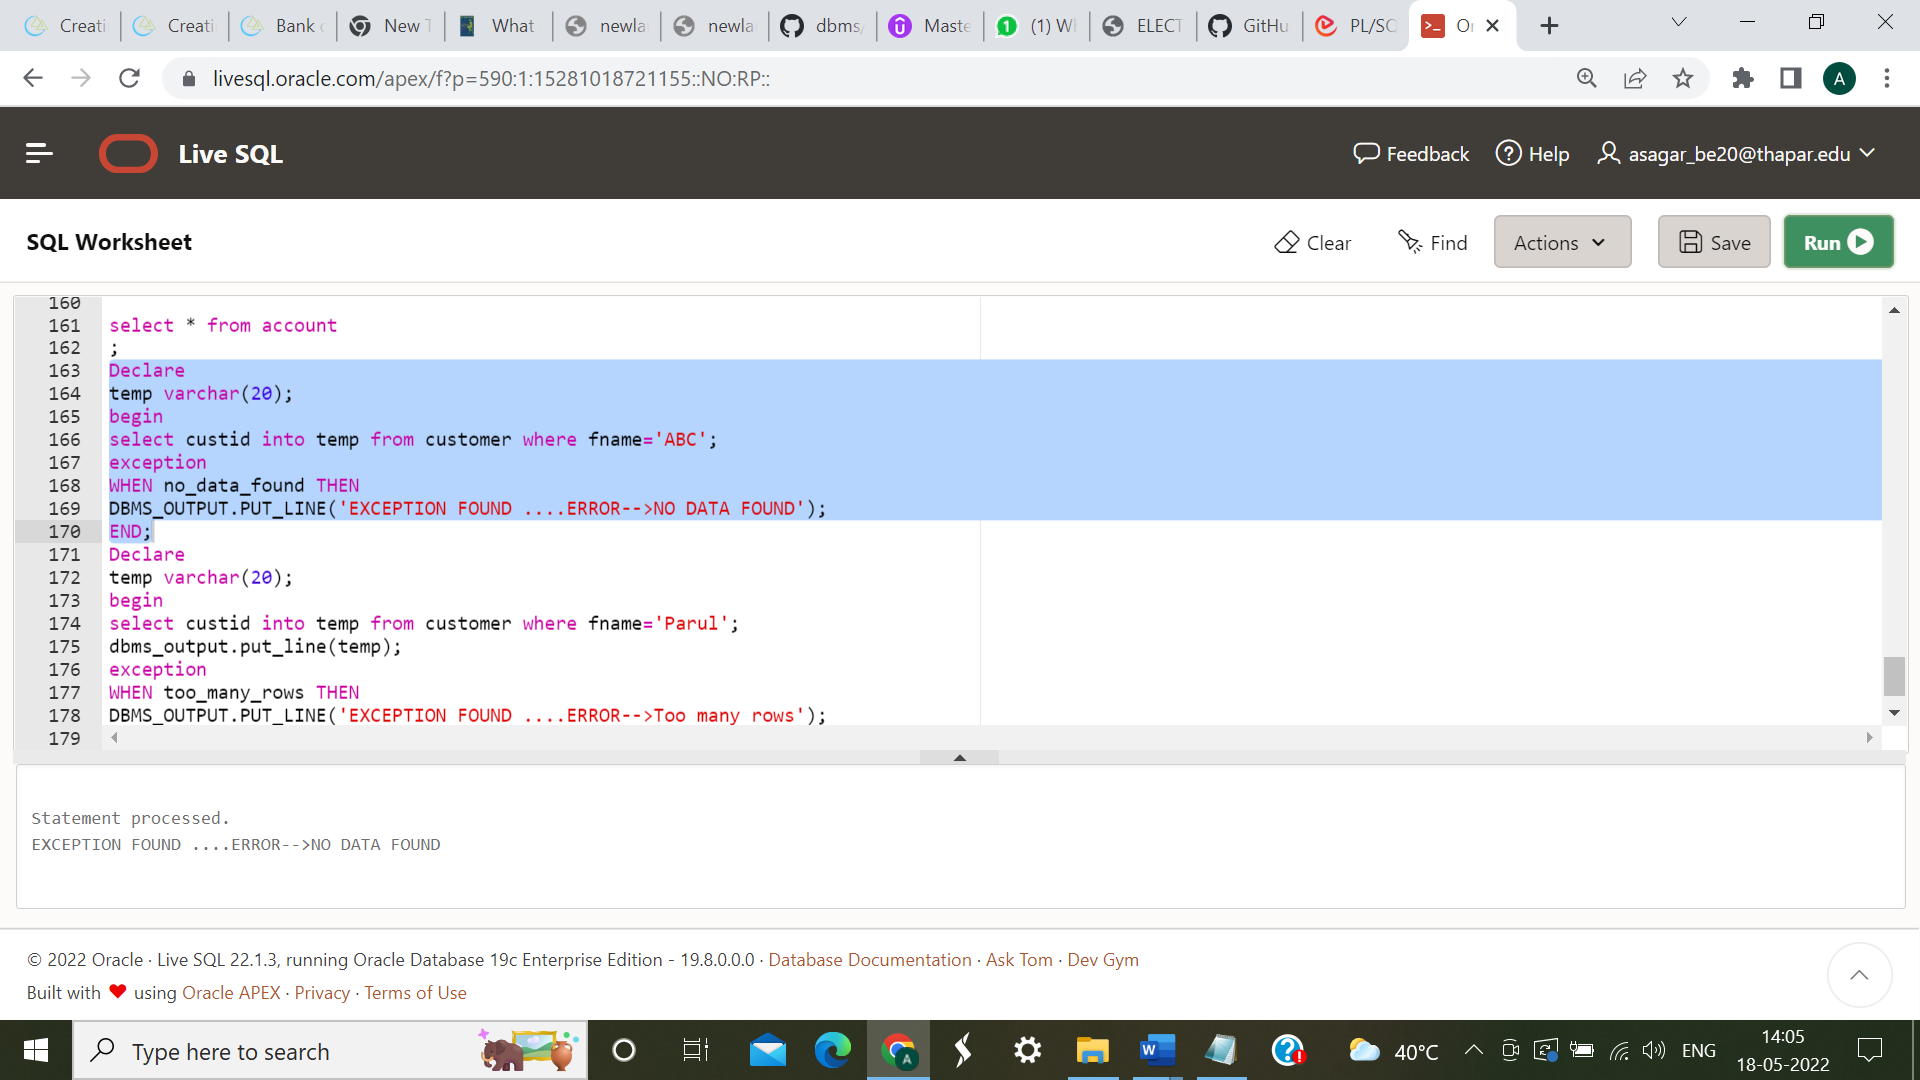 Creati
Creati
Bank
New T
What
newla
newla
dbms/
Maste
(1) W
ELECT
GitHu
PL/SQ
Or
livesql.oracle.com/apex/f?p=590:1:15281018721155::NO:RP::
A
Live SQL
Feedback
Help
asagar_be20@thapar.edu
SQL Worksheet
Clear
Find
Actions
Save
Run
160
161 select * from account
162 ;
163 Declare
164 temp varchar(20);
165 begin
166 select custid into temp from customer where fname='ABC';
167 exception
168 WHEN no_data_found THEN
169 DBMS_OUTPUT.PUT_LINE('EXCEPTION FOUND ....ERROR-->NO DATA FOUND');
170 END;
171 Declare
172 temp varchar(20);
173 begin
174 select custid into temp from customer where fname='Parul';
175 dbms_output.put_line(temp);
176 exception
177 WHEN too_many_rows THEN
178 DBMS_OUTPUT.PUT_LINE('EXCEPTION FOUND ....ERROR-->Too many rows');
179
Statement processed.
EXCEPTION FOUND ....ERROR-->NO DATA FOUND
© 2022 Oracle · Live SQL 22.1.3, running Oracle Database 19c Enterprise Edition - 19.8.0.0.0 · Database Documentation · Ask Tom · Dev Gym
Built with ❤ using Oracle APEX · Privacy · Terms of Use
Type here to search
40°C
ENG
14:05
18-05-2022